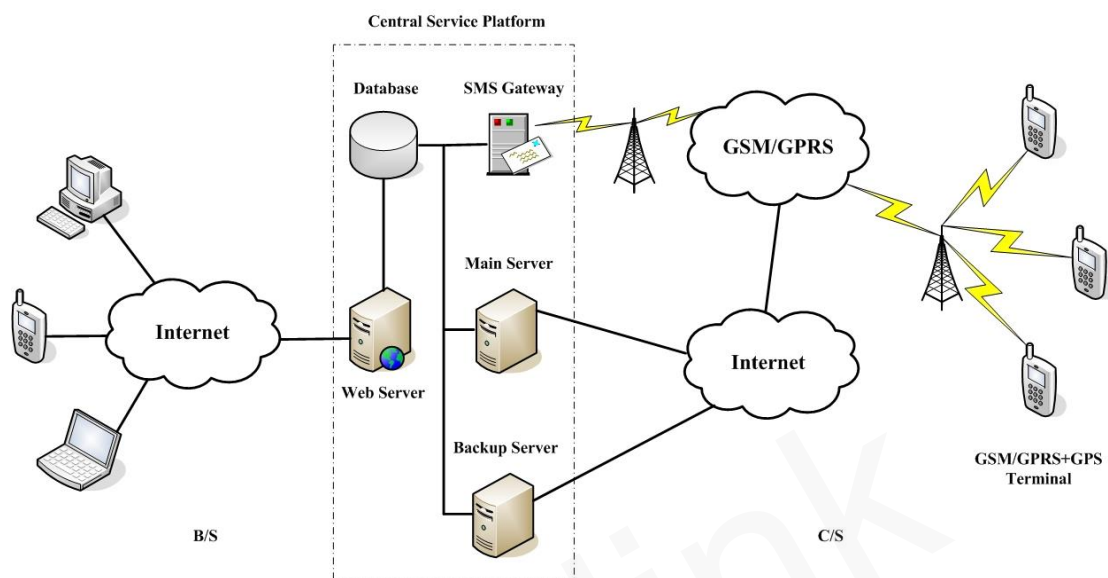 Central Service Platform
Database
SMS Gateway
GSM/GPRS
Main Server
Internet
Internet
Web Server
Backup Server
GSM/GPRS+GPS
Terminal
B/S
C/S